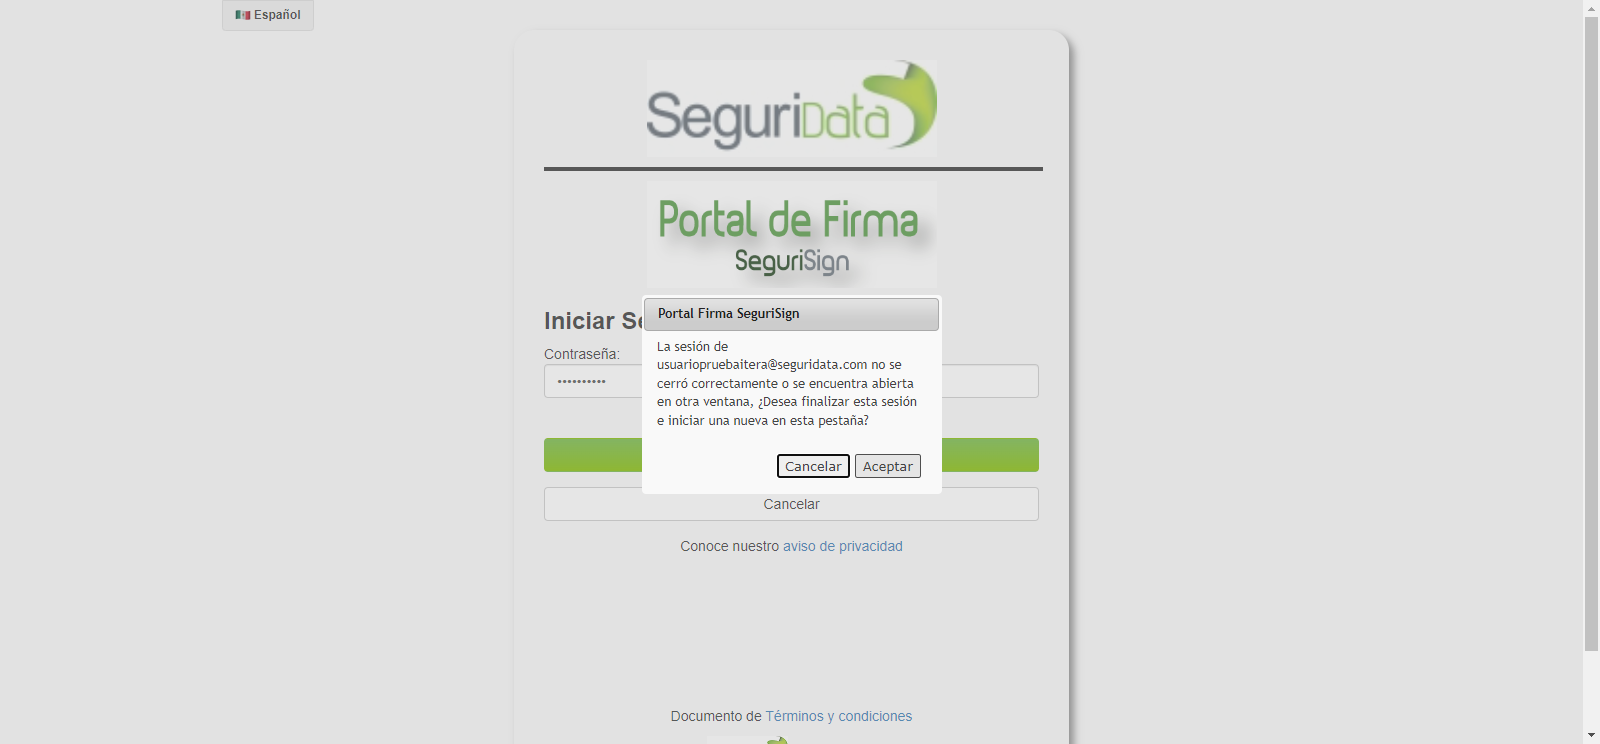 Español
SeguriData
Portal de Firma
SeguriSign
Iniciar Se
Contraseña:
Portal Firma SeguriSign
La sesión de
usuariopruebaitera@seguridata.com no se
cerró correctamente o se encuentra abierta
en otra ventana, ¿Desea finalizar esta sesión
e iniciar una nueva en esta pestaña?
Cancelar Aceptar
Cancelar
Conoce nuestro aviso de privacidad
Documento de Términos y condiciones